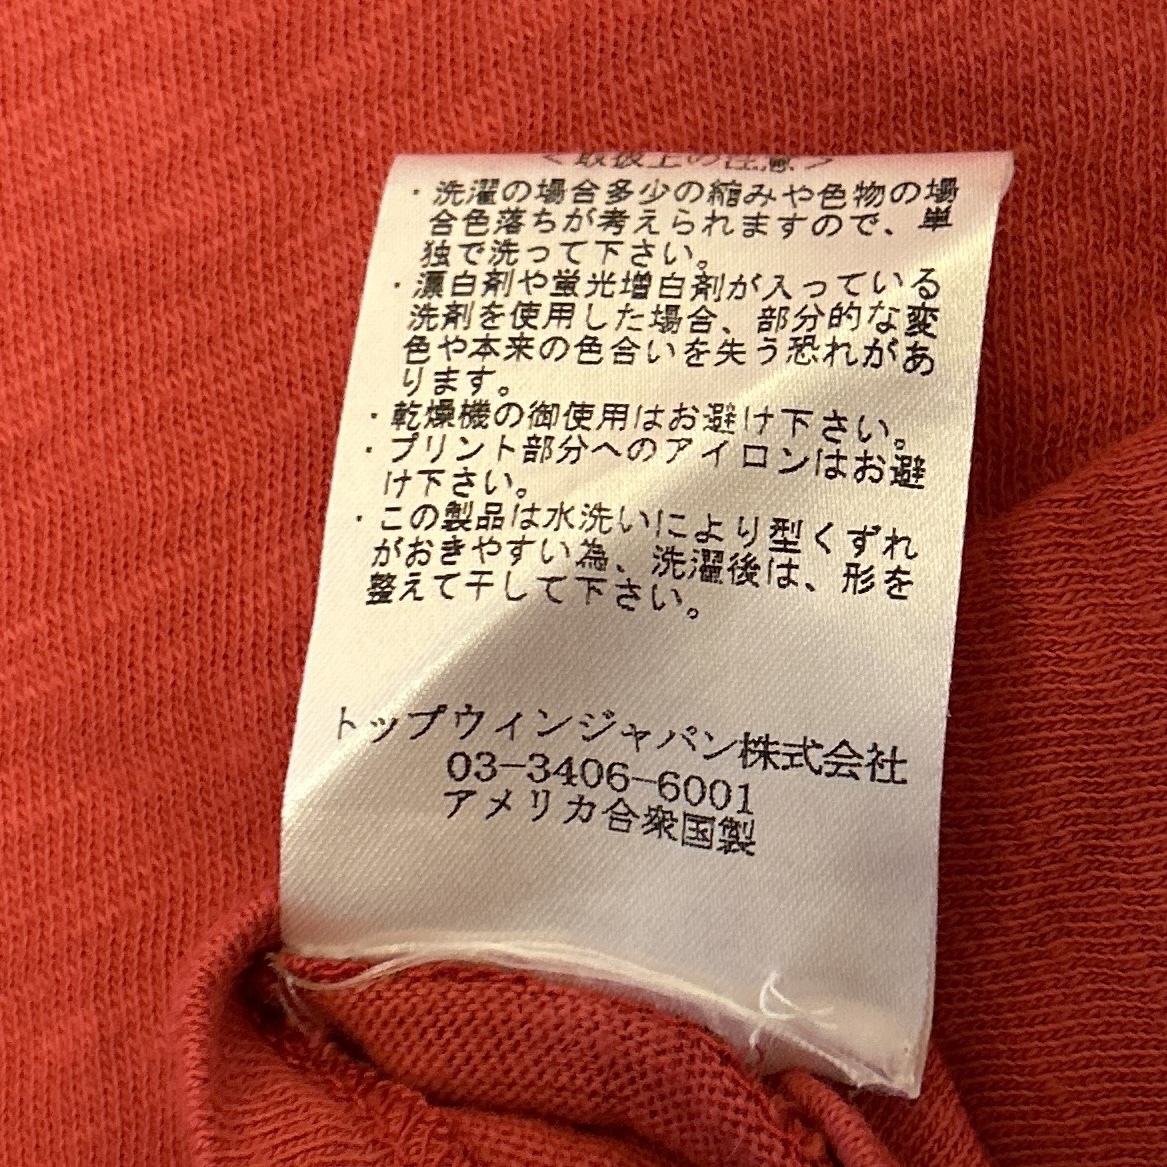 ＜取扱上の注意＞
・洗濯の場合多少の縮みや色物の場
合色落ちが考えられますので、単
独で洗って下さい。
・漂白剤や蛍光増白剤が入っている
洗剤を使用した場合、部分的な変
色や本来の色合いを失う恐れがあ
ります。
・乾燥機の御使用はお避け下さい。
・プリント部分へのアイロンはお避
け下さい。
・この製品は水洗いにより型くずれ
がおきやすい為、洗濯後は、形を
整えて干して下さい。
トップウィンジャパン株式会社
03-3406-6001
アメリカ合衆国製